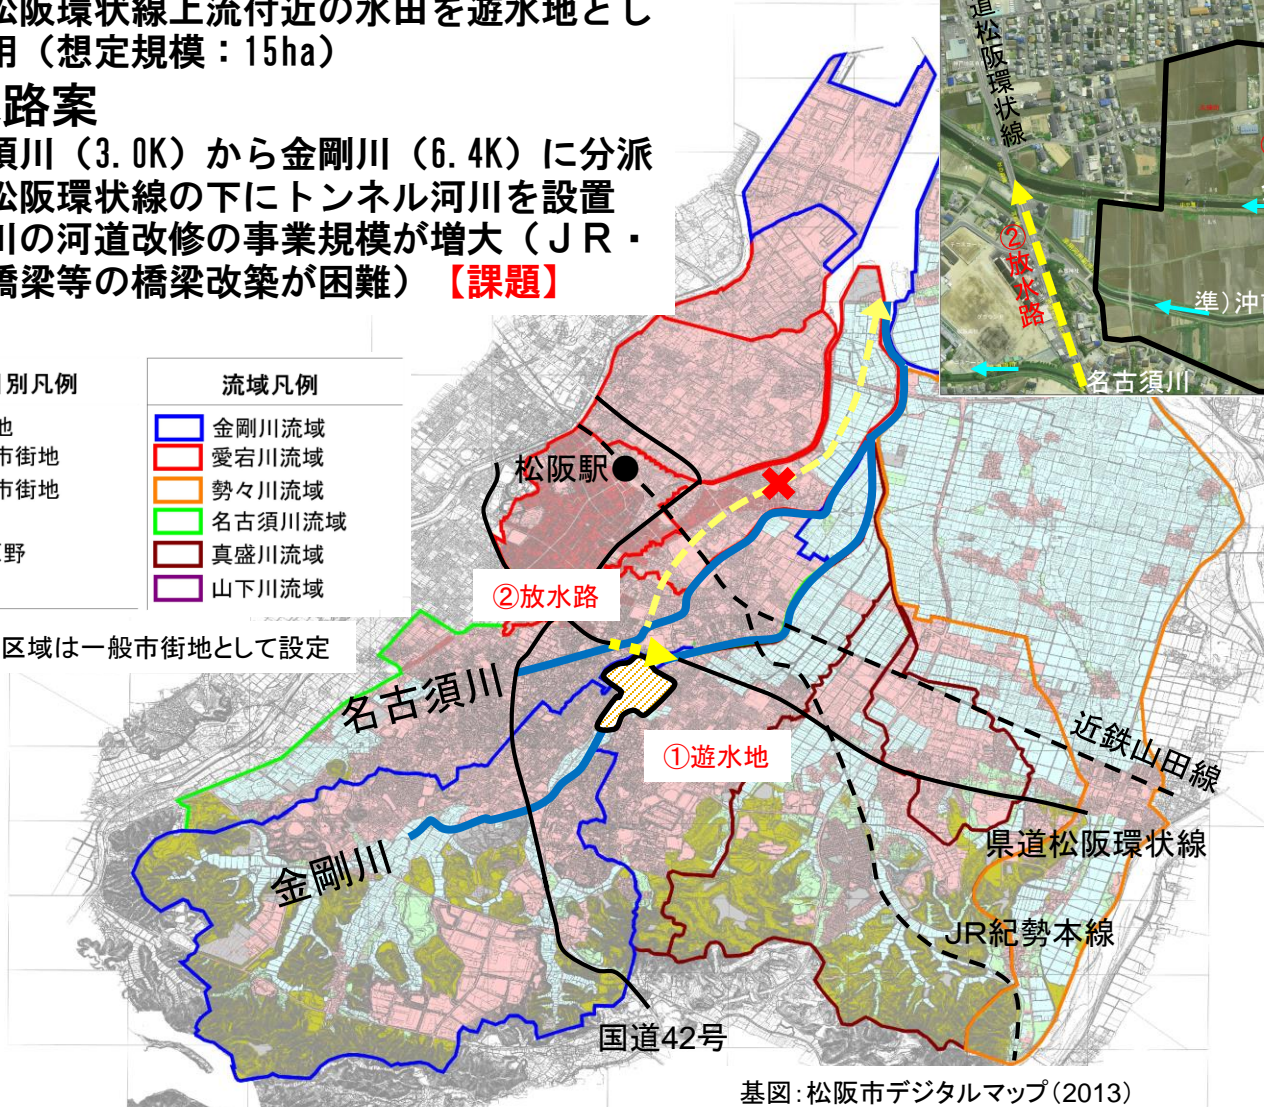 松阪環状線上流付近の水田を遊水地とし
用（想定規模：15ha）
路案
須川（3.0K）から金剛川（6.4K）に分派
松阪環状線の下にトンネル河川を設置
川の河道改修の事業規模が増大（ＪＲ・
橋梁等の橋梁改築が困難）【課題】
道松阪環状線
②放水路
準）沖
名古須川
別凡例
地
市街地
市街地
野
流域凡例
金剛川流域
愛宕川流域
勢々川流域
名古須川流域
真盛川流域
山下川流域
区域は一般市街地として設定
松阪駅
②放水路
名古須川
①遊水地
金剛川
近鉄山田線
県道松阪環状線
JR紀勢本線
国道42号
基図：松阪市デジタルマップ（2013）